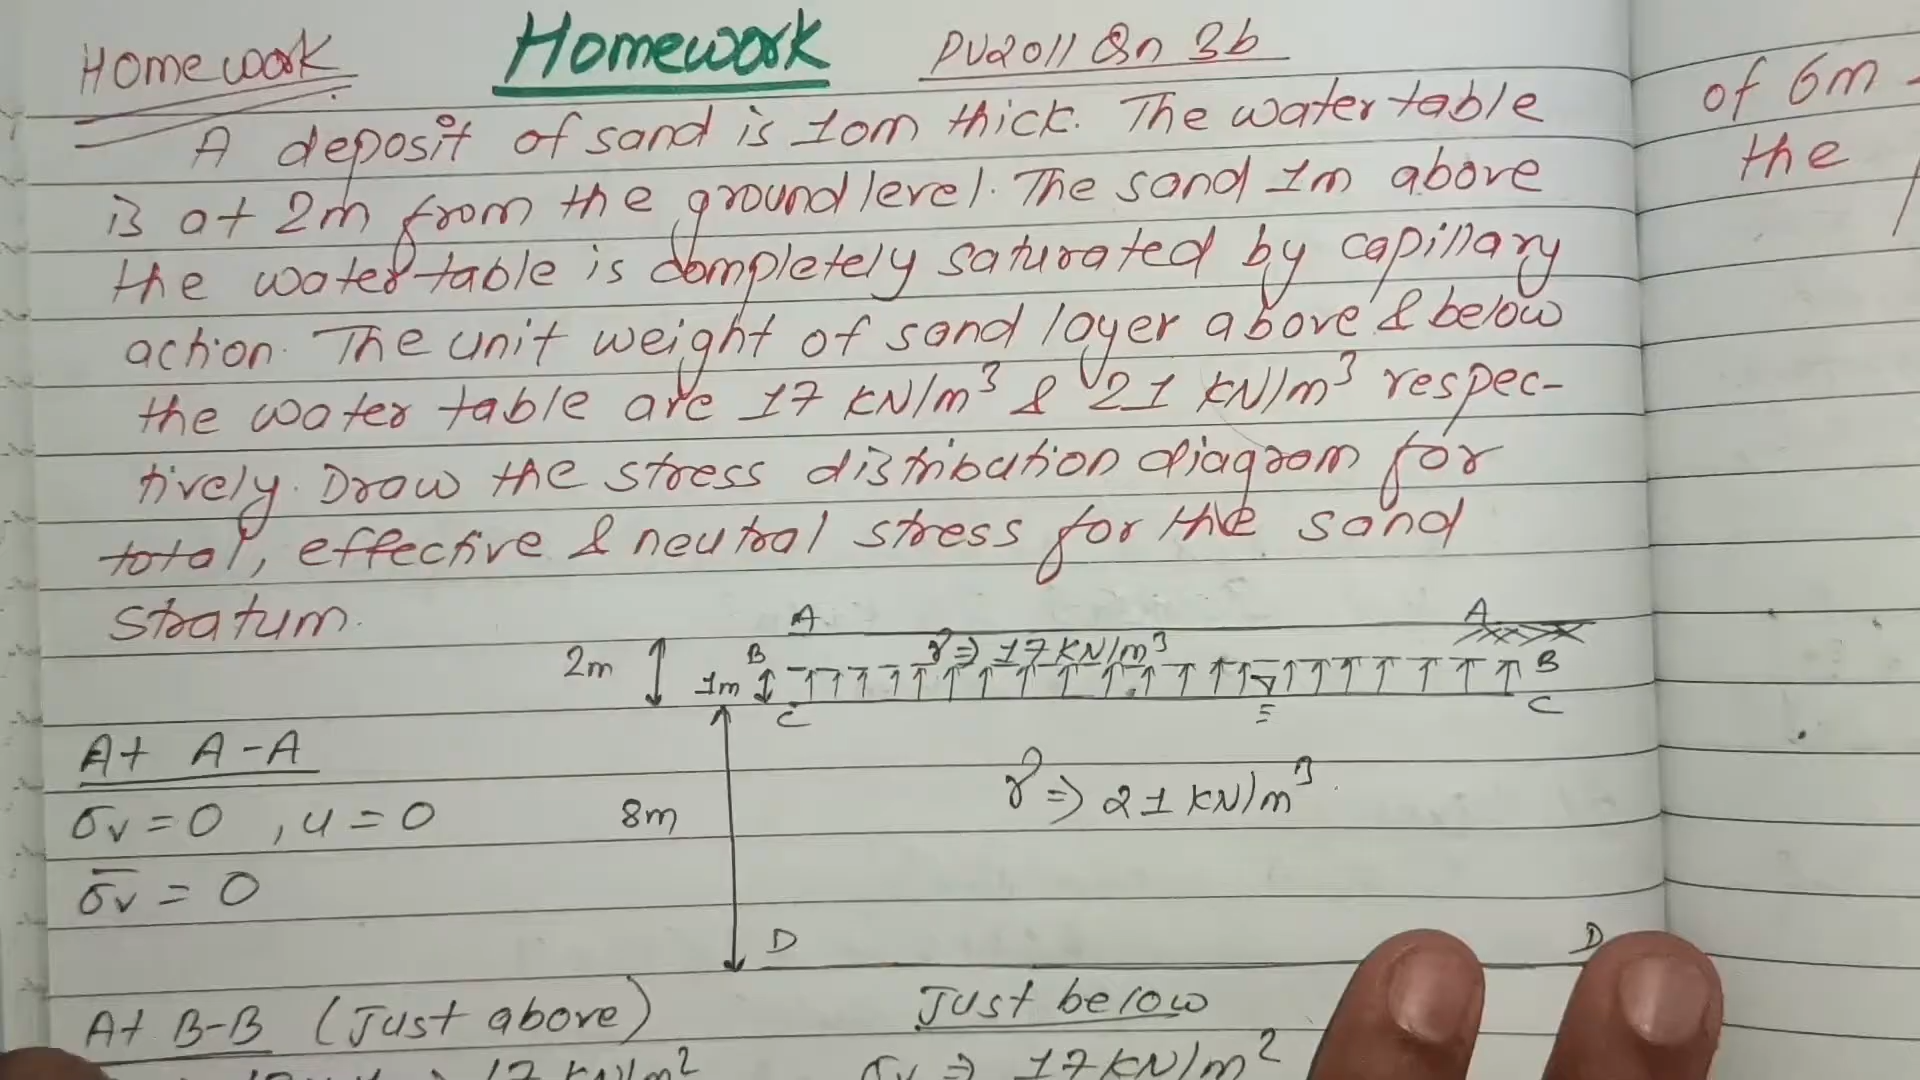 Homework
Homework
PU2011 Qn 3b
A deposit of sand is 10m thick. The water table
is at 2m from the ground level. The sand 1m above
the water table is completely saturated by capillary
action. The unit weight of sand layer above & below
the water table are 17 KN/m³ & 21 KN/m³ respec-
tively. Draw the stress distribution diagram for
total, effective & neutral stress for the sand
stratum.
of 6m
the
A
A
2m
B
γ => 17 KN/m³
1m
B
C
C
At A-A
γ => 21 KN/m³
σv = 0 , u = 0
8m
σ̄v = 0
D
D
At B-B (Just above)
Just below
17 KN/m²
σv => 17 KN/m²